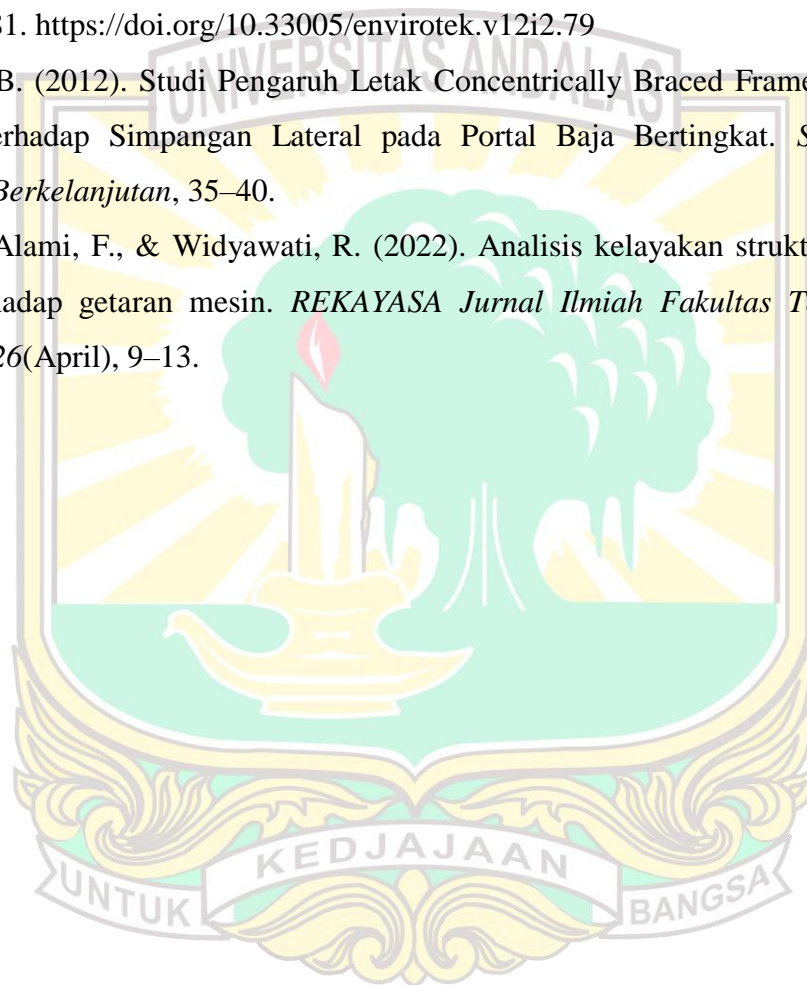 31. https://doi.org/10.33005/envirotek.v12i2.79
UNIVERSITAS ANDALAS
B. (2012). Studi Pengaruh Letak Concentrically Braced Frame
erhadap Simpangan Lateral pada Portal Baja Bertingkat. S
Berkelanjutan, 35–40.
Alami, F., & Widyawati, R. (2022). Analisis kelayakan strukt
adap getaran mesin. REKAYASA Jurnal Ilmiah Fakultas T
26(April), 9–13.
UNTUK KEDJAJAAN BANGSA